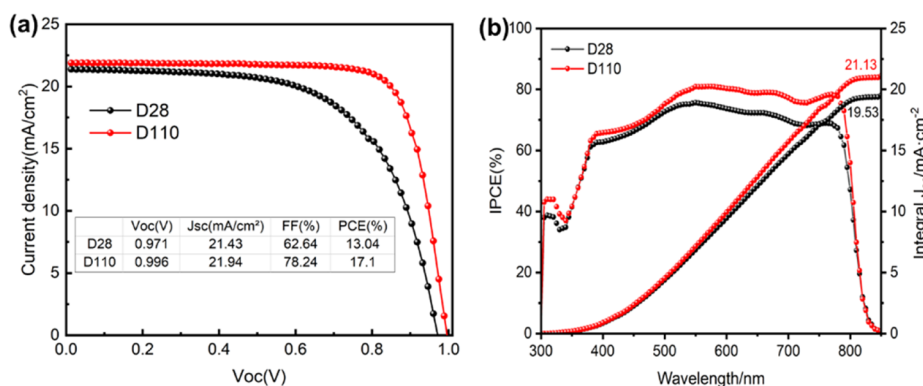 (a)
25
20
15
10
5
0
Current density(mA/cm²)
D28
D110
Voc(V) Jsc(mA/cm²) FF(%) PCE(%)
D28 0.971 21.43 62.64 13.04
D110 0.996 21.94 78.24 17.1
0.0 0.2 0.4 0.6 0.8 1.0
Voc(V)
(b)
100
80
60
40
20
0
IPCE(%)
D28
D110
21.13
19.53
25
20
15
10
5
0
300 400 500 600 700 800
Wavelength/nm